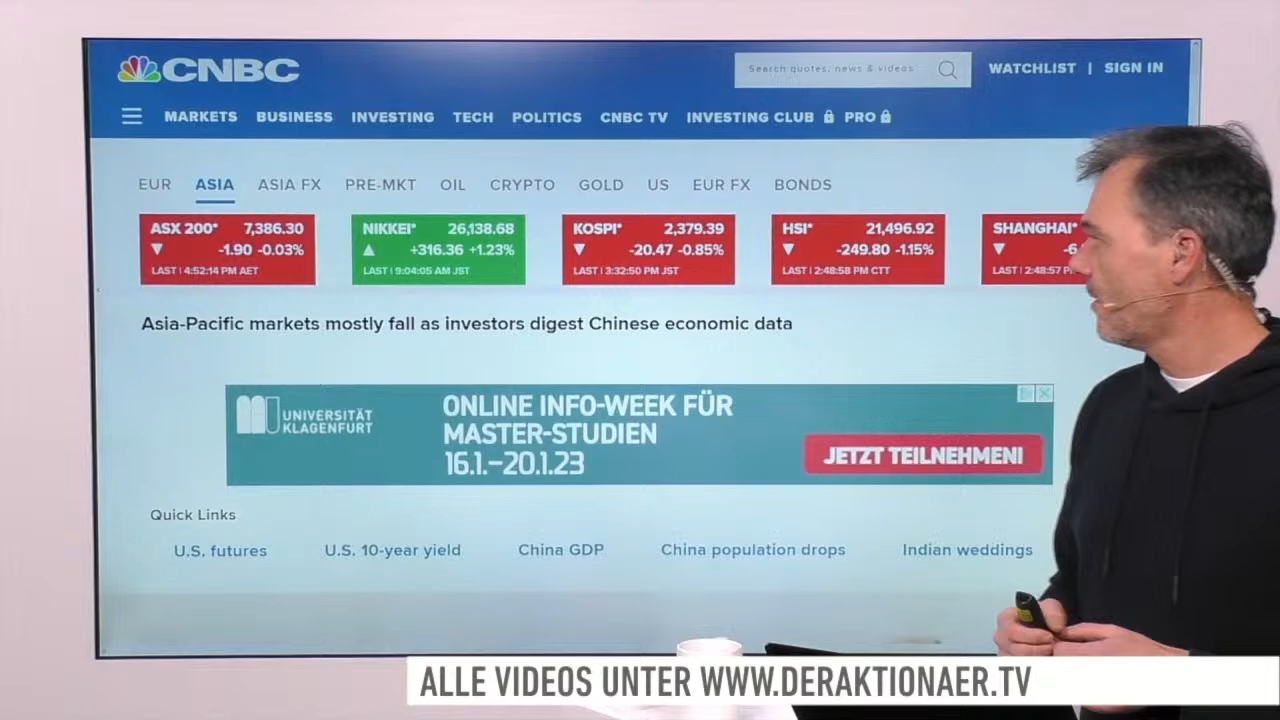 CNBC
Search quotes, news & videos
WATCHLIST | SIGN IN
MARKETS BUSINESS INVESTING TECH POLITICS CNBC TV INVESTING CLUB PRO
EUR ASIA ASIA FX PRE-MKT OIL CRYPTO GOLD US EUR FX BONDS
ASX 200* 7,386.30
-1.90 -0.03%
LAST | 4:52:14 PM AET
NIKKEI* 26,138.68
+316.36 +1.23%
LAST | 9:04:05 AM JST
KOSPI* 2,379.39
-20.47 -0.85%
LAST | 3:32:50 PM JST
HSI* 21,496.92
-249.80 -1.15%
LAST | 2:48:58 PM CTT
SHANGHAI*
-6
LAST | 2:48:57
Asia-Pacific markets mostly fall as investors digest Chinese economic data
UNIVERSITÄT
KLAGENFURT
ONLINE INFO-WEEK FÜR
MASTER-STUDIEN
16.1.–20.1.23
JETZT TEILNEHMEN!
Quick Links
U.S. futures U.S. 10-year yield China GDP China population drops Indian weddings
ALLE VIDEOS UNTER WWW.DERAKTIONAER.TV